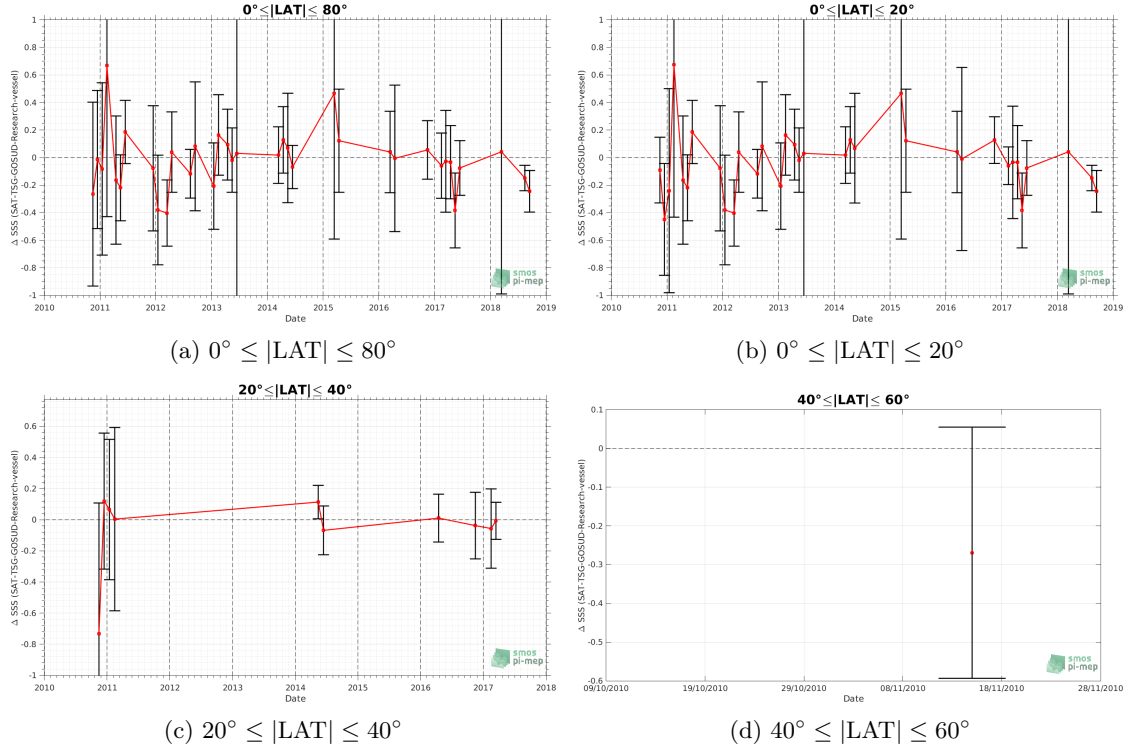 0°≤|LAT|≤ 80°
Δ SSS (SAT-TSG-GOSUD-Research-vessel)
1
0.8
0.6
0.4
0.2
0
-0.2
-0.4
-0.6
-0.8
-1
2010 2011 2012 2013 2014 2015 2016 2017 2018 2019
Date
smos
pi-mep
(a) 0° ≤ |LAT| ≤ 80°
0°≤|LAT|≤ 20°
Δ SSS (SAT-TSG-GOSUD-Research-vessel)
1
0.8
0.6
0.4
0.2
0
-0.2
-0.4
-0.6
-0.8
-1
2010 2011 2012 2013 2014 2015 2016 2017 2018 2019
Date
smos
pi-mep
(b) 0° ≤ |LAT| ≤ 20°
20°≤|LAT|≤ 40°
Δ SSS (SAT-TSG-GOSUD-Research-vessel)
0.6
0.4
0.2
0
-0.2
-0.4
-0.6
-0.8
-1
2010 2011 2012 2013 2014 2015 2016 2017 2018
Date
smos
pi-mep
(c) 20° ≤ |LAT| ≤ 40°
40°≤|LAT|≤ 60°
Δ SSS (SAT-TSG-GOSUD-Research-vessel)
0.1
0
-0.1
-0.2
-0.3
-0.4
-0.5
-0.6
09/10/2010 19/10/2010 29/10/2010 08/11/2010 18/11/2010 28/11/2010
Date
smos
pi-mep
(d) 40° ≤ |LAT| ≤ 60°